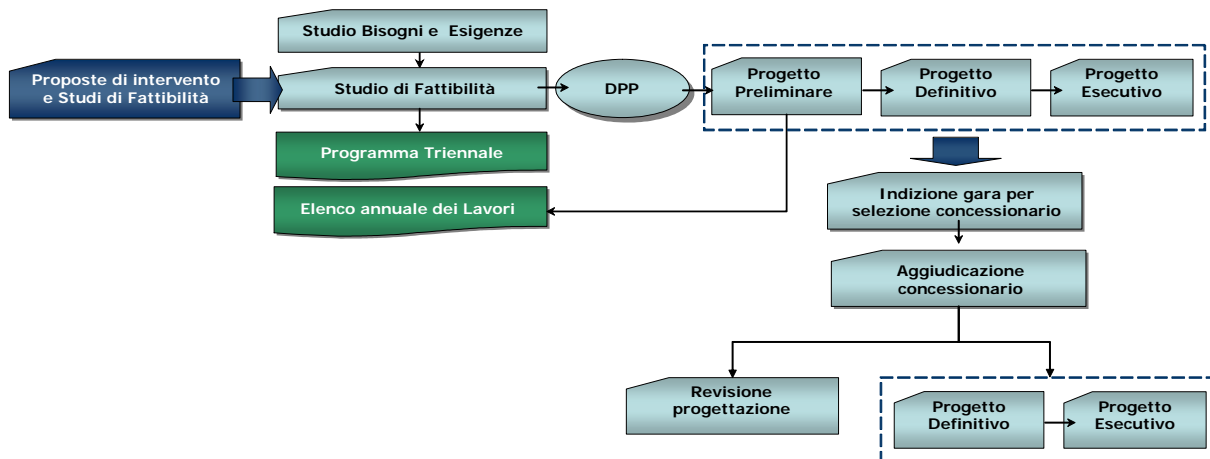 Studio Bisogni e Esigenze
Proposte di intervento
e Studi di Fattibilità
Studio di Fattibilità
DPP
Progetto
Preliminare
Progetto
Definitivo
Progetto
Esecutivo
Programma Triennale
Elenco annuale dei Lavori
Indizione gara per
selezione concessionario
Aggiudicazione
concessionario
Revisione
progettazione
Progetto
Definitivo
Progetto
Esecutivo